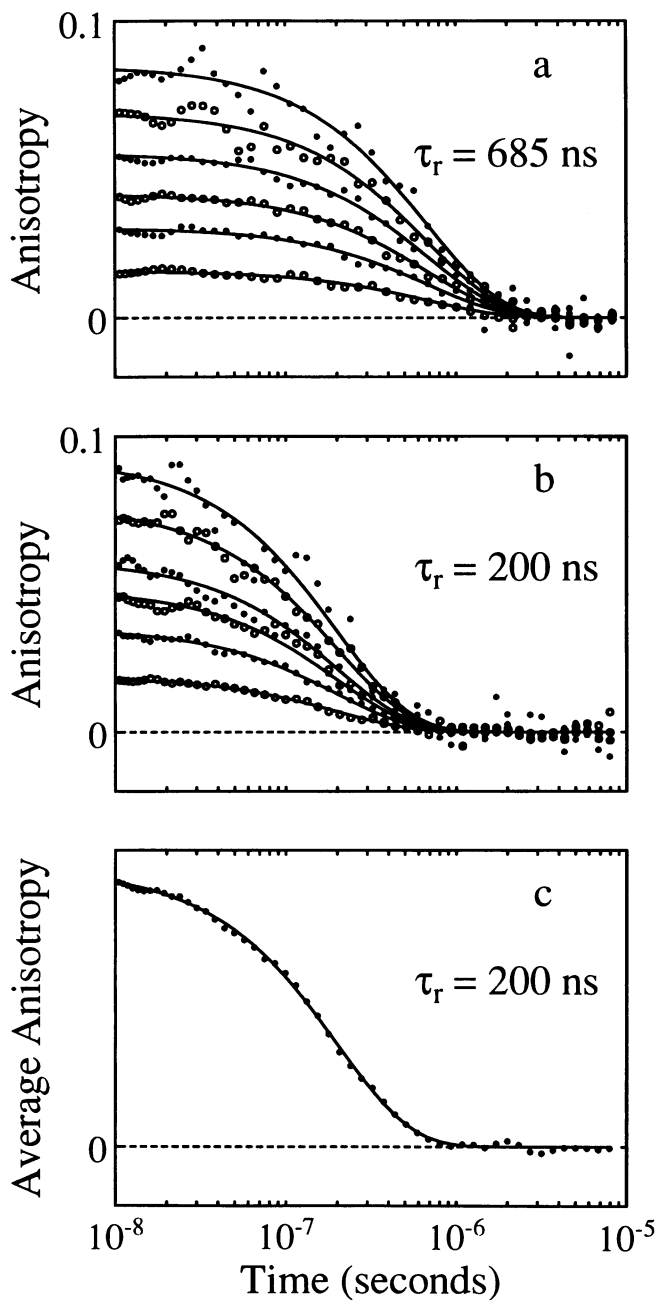 0.1
a
τr = 685 ns
Anisotropy
0
0.1
b
τr = 200 ns
Anisotropy
0
c
τr = 200 ns
Average Anisotropy
0
10-8 10-7 10-6 10-5
Time (seconds)